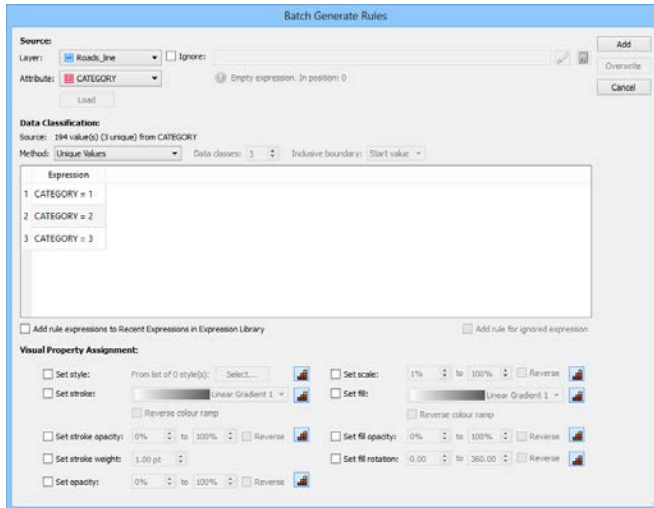 Batch Generate Rules
Source:
Layer: Roads_line Ignore: Add
Attribute: CATEGORY Empty expression. In position: 0 Overwrite
Load Cancel
Data Classification:
Source: 194 value(s) (3 unique) from CATEGORY
Method: Unique Values Data classes: 3 Inclusive boundary: Start value
Expression
1 CATEGORY = 1
2 CATEGORY = 2
3 CATEGORY = 3
Add rule expressions to Recent Expressions in Expression Library Add rule for ignored expression
Visual Property Assignment:
Set style: From list of 0 style(s): Select... Set scale: 1% to 100% Reverse
Set stroke: Linear Gradient 1 Set fill: Linear Gradient 1
Reverse colour ramp Reverse colour ramp
Set stroke opacity: 0% to 100% Reverse Set fill opacity: 0% to 100% Reverse
Set stroke weight: 1.00 pt Set fill rotation: 0.00 to 360.00 Reverse
Set opacity: 0% to 100% Reverse